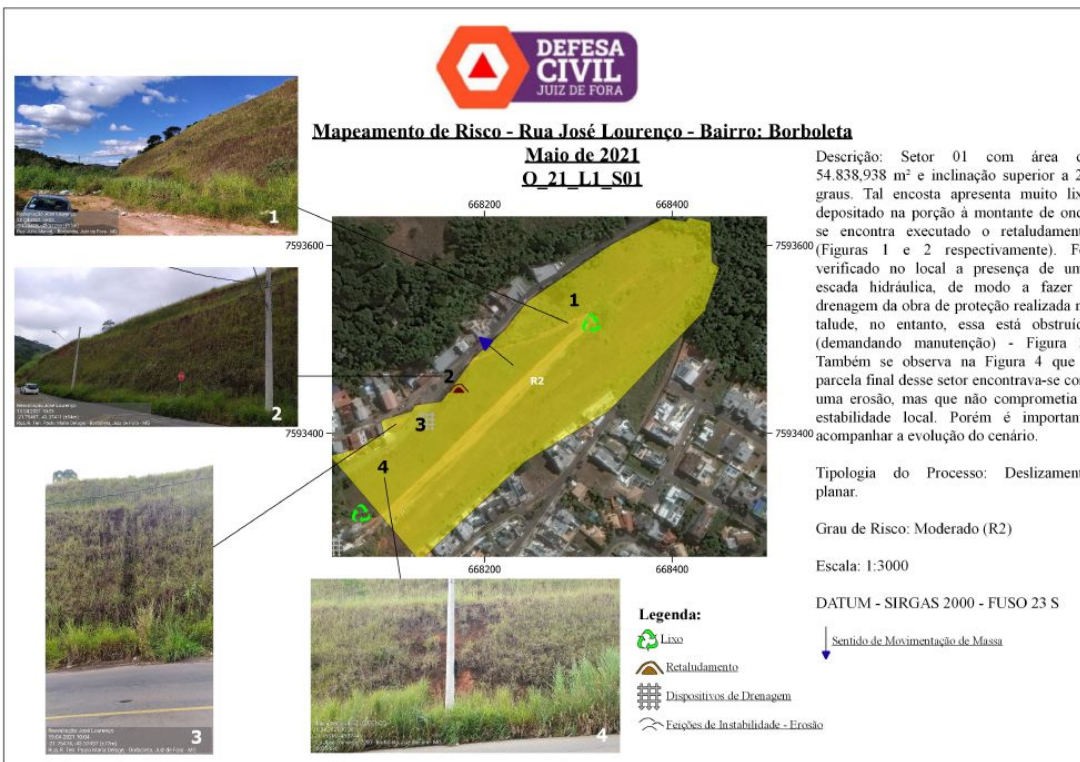 DEFESA
CIVIL
JUIZ DE FORA
Mapeamento de Risco - Rua José Lourenço - Bairro: Borboleta
Maio de 2021
O_21_L1_S01
Descrição: Setor 01 com área
54.838,938 m² e inclinação superior a
graus. Tal encosta apresenta muito
depositado na porção à montante de
se encontra executado o
(Figuras 1 e 2 respectivamente).
verificado no local a presença de
escada hidráulica, de modo a fazer
drenagem da obra de proteção realizada
talude, no entanto, essa está
(demandando manutenção) - Figura
Também se observa na Figura 4 que
parcela final desse setor encontrava-se
uma erosão, mas que não comprometia
estabilidade local. Porém é
acompanhar a evolução do cenário.
Tipologia do Processo:
planar.
Grau de Risco: Moderado (R2)
Escala: 1:3000
DATUM - SIRGAS 2000 - FUSO 23 S
Sentido de Movimentação de Massa
668200
668400
7593600
7593600
7593400
7593400
668200
668400
1
2
3
4
R2
1
2
3
4
Legenda:
Lixo
Retaludamento
Dispositivos de Drenagem
Feições de Instabilidade - Erosão